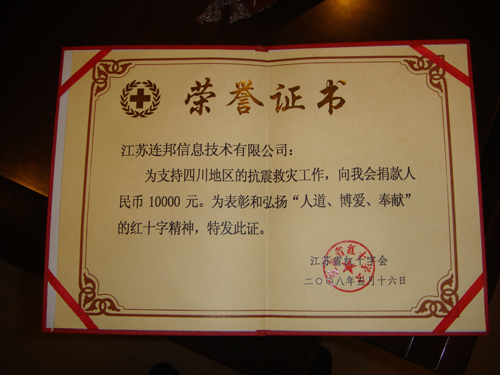 荣誉证书
江苏连邦信息技术有限公司：
为支持四川地区的抗震救灾工作，向我会捐款人
民币 10000 元。为表彰和弘扬“人道、博爱、奉献”
的红十字精神，特发此证。
江苏省红十字会
二〇〇八年五月十六日